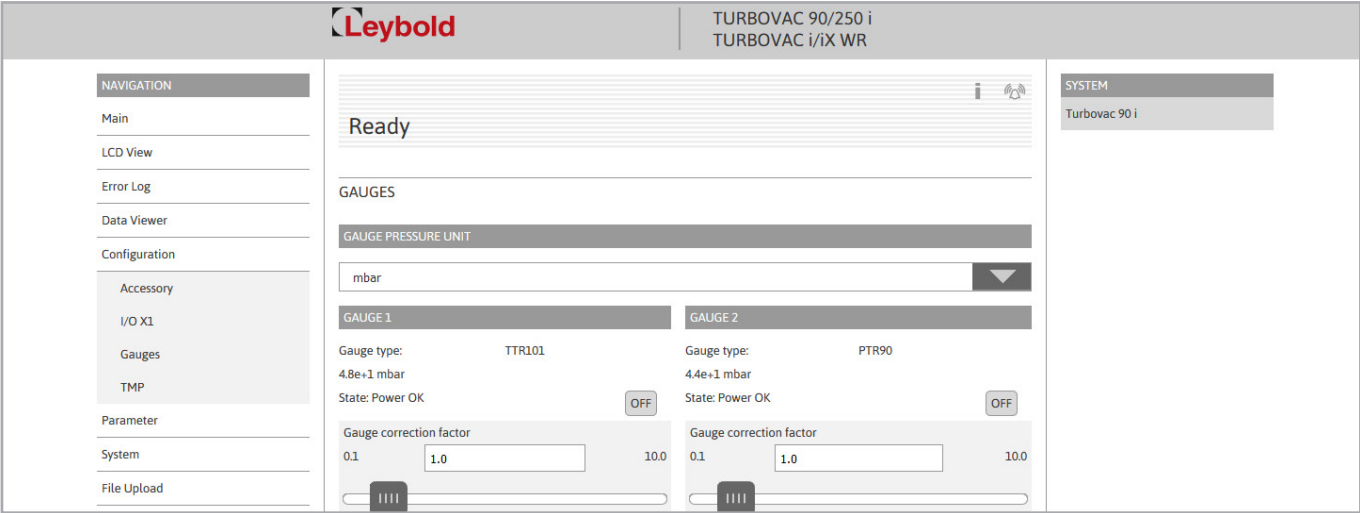 Leybold
TURBOVAC 90/250 i
TURBOVAC i/iX WR
NAVIGATION
Main
LCD View
Error Log
Data Viewer
Configuration
Accessory
I/O X1
Gauges
TMP
Parameter
System
File Upload
i
Ready
GAUGES
GAUGE PRESSURE UNIT
mbar
GAUGE 1
Gauge type: TTR101
4.8e+1 mbar
State: Power OK
OFF
Gauge correction factor
0.1 1.0 10.0
GAUGE 2
Gauge type: PTR90
4.4e+1 mbar
State: Power OK
OFF
Gauge correction factor
0.1 1.0 10.0
SYSTEM
Turbovac 90 i